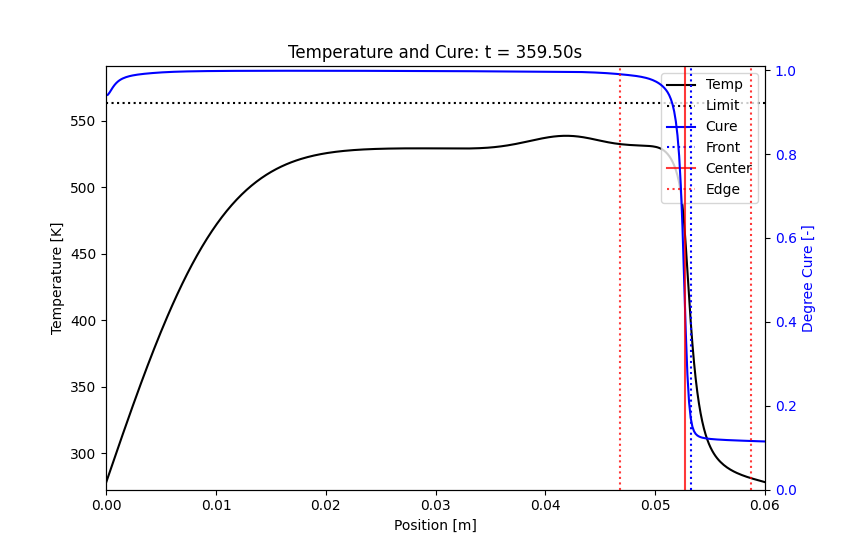 Temperature and Cure: t = 359.50s
Temperature [K]
550
500
450
400
350
300
Temp
Limit
Cure
Front
Center
Edge
1.0
0.8
0.6
0.4
0.2
0.0
Degree Cure [-]
0.00
0.01
0.02
0.03
0.04
0.05
0.06
Position [m]